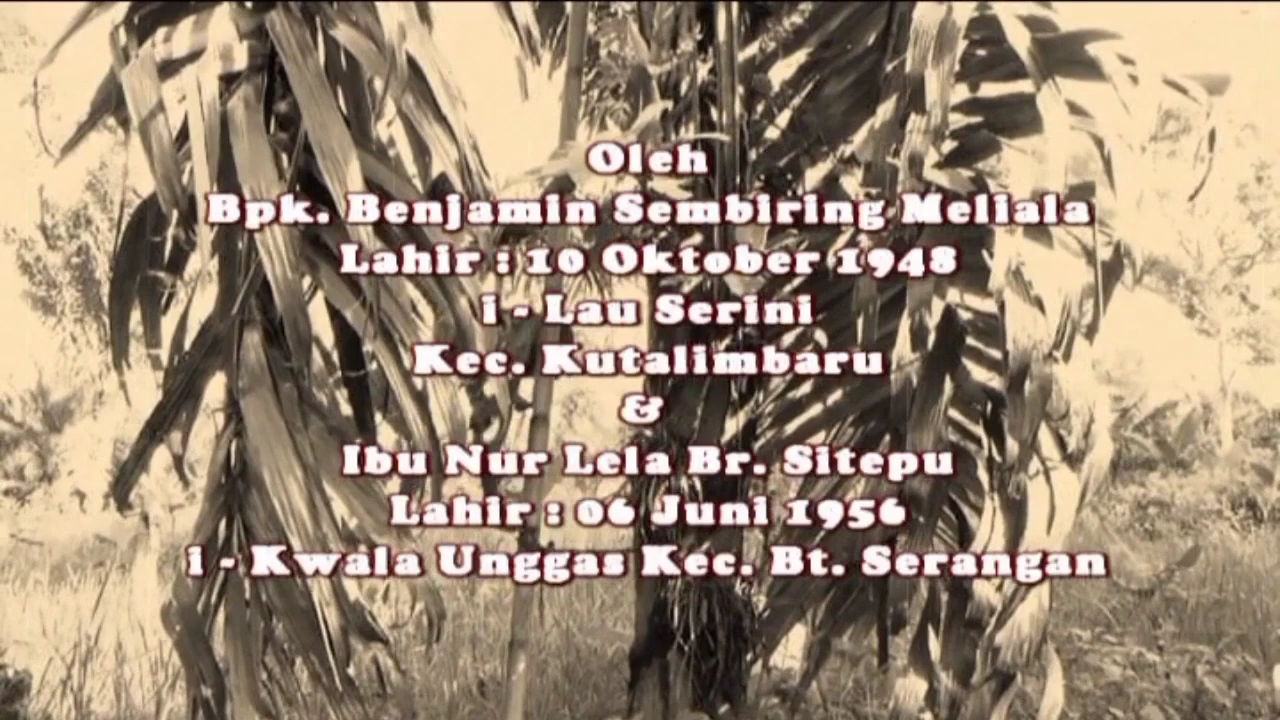 Oleh
Bpk. Benjamin Sembiring Meliala
Lahir : 10 Oktober 1948
i - Lau Serini
Kec. Kutalimbaru
&
Ibu Nur Lela Br. Sitepu
Lahir : 06 Juni 1956
i - Kwala Unggas Kec. Bt. Serangan